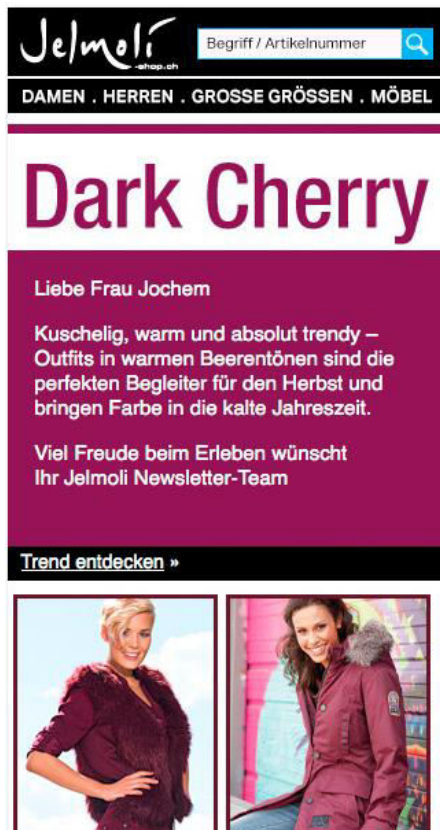 Jelmolí
-shop.ch
Begriff / Artikelnummer
DAMEN . HERREN . GROSSE GRÖSSEN . MÖBEL
Dark Cherry
Liebe Frau Jochem
Kuschelig, warm und absolut trendy –
Outfits in warmen Beerentönen sind die
perfekten Begleiter für den Herbst und
bringen Farbe in die kalte Jahreszeit.
Viel Freude beim Erleben wünscht
Ihr Jelmoli Newsletter-Team
Trend entdecken »